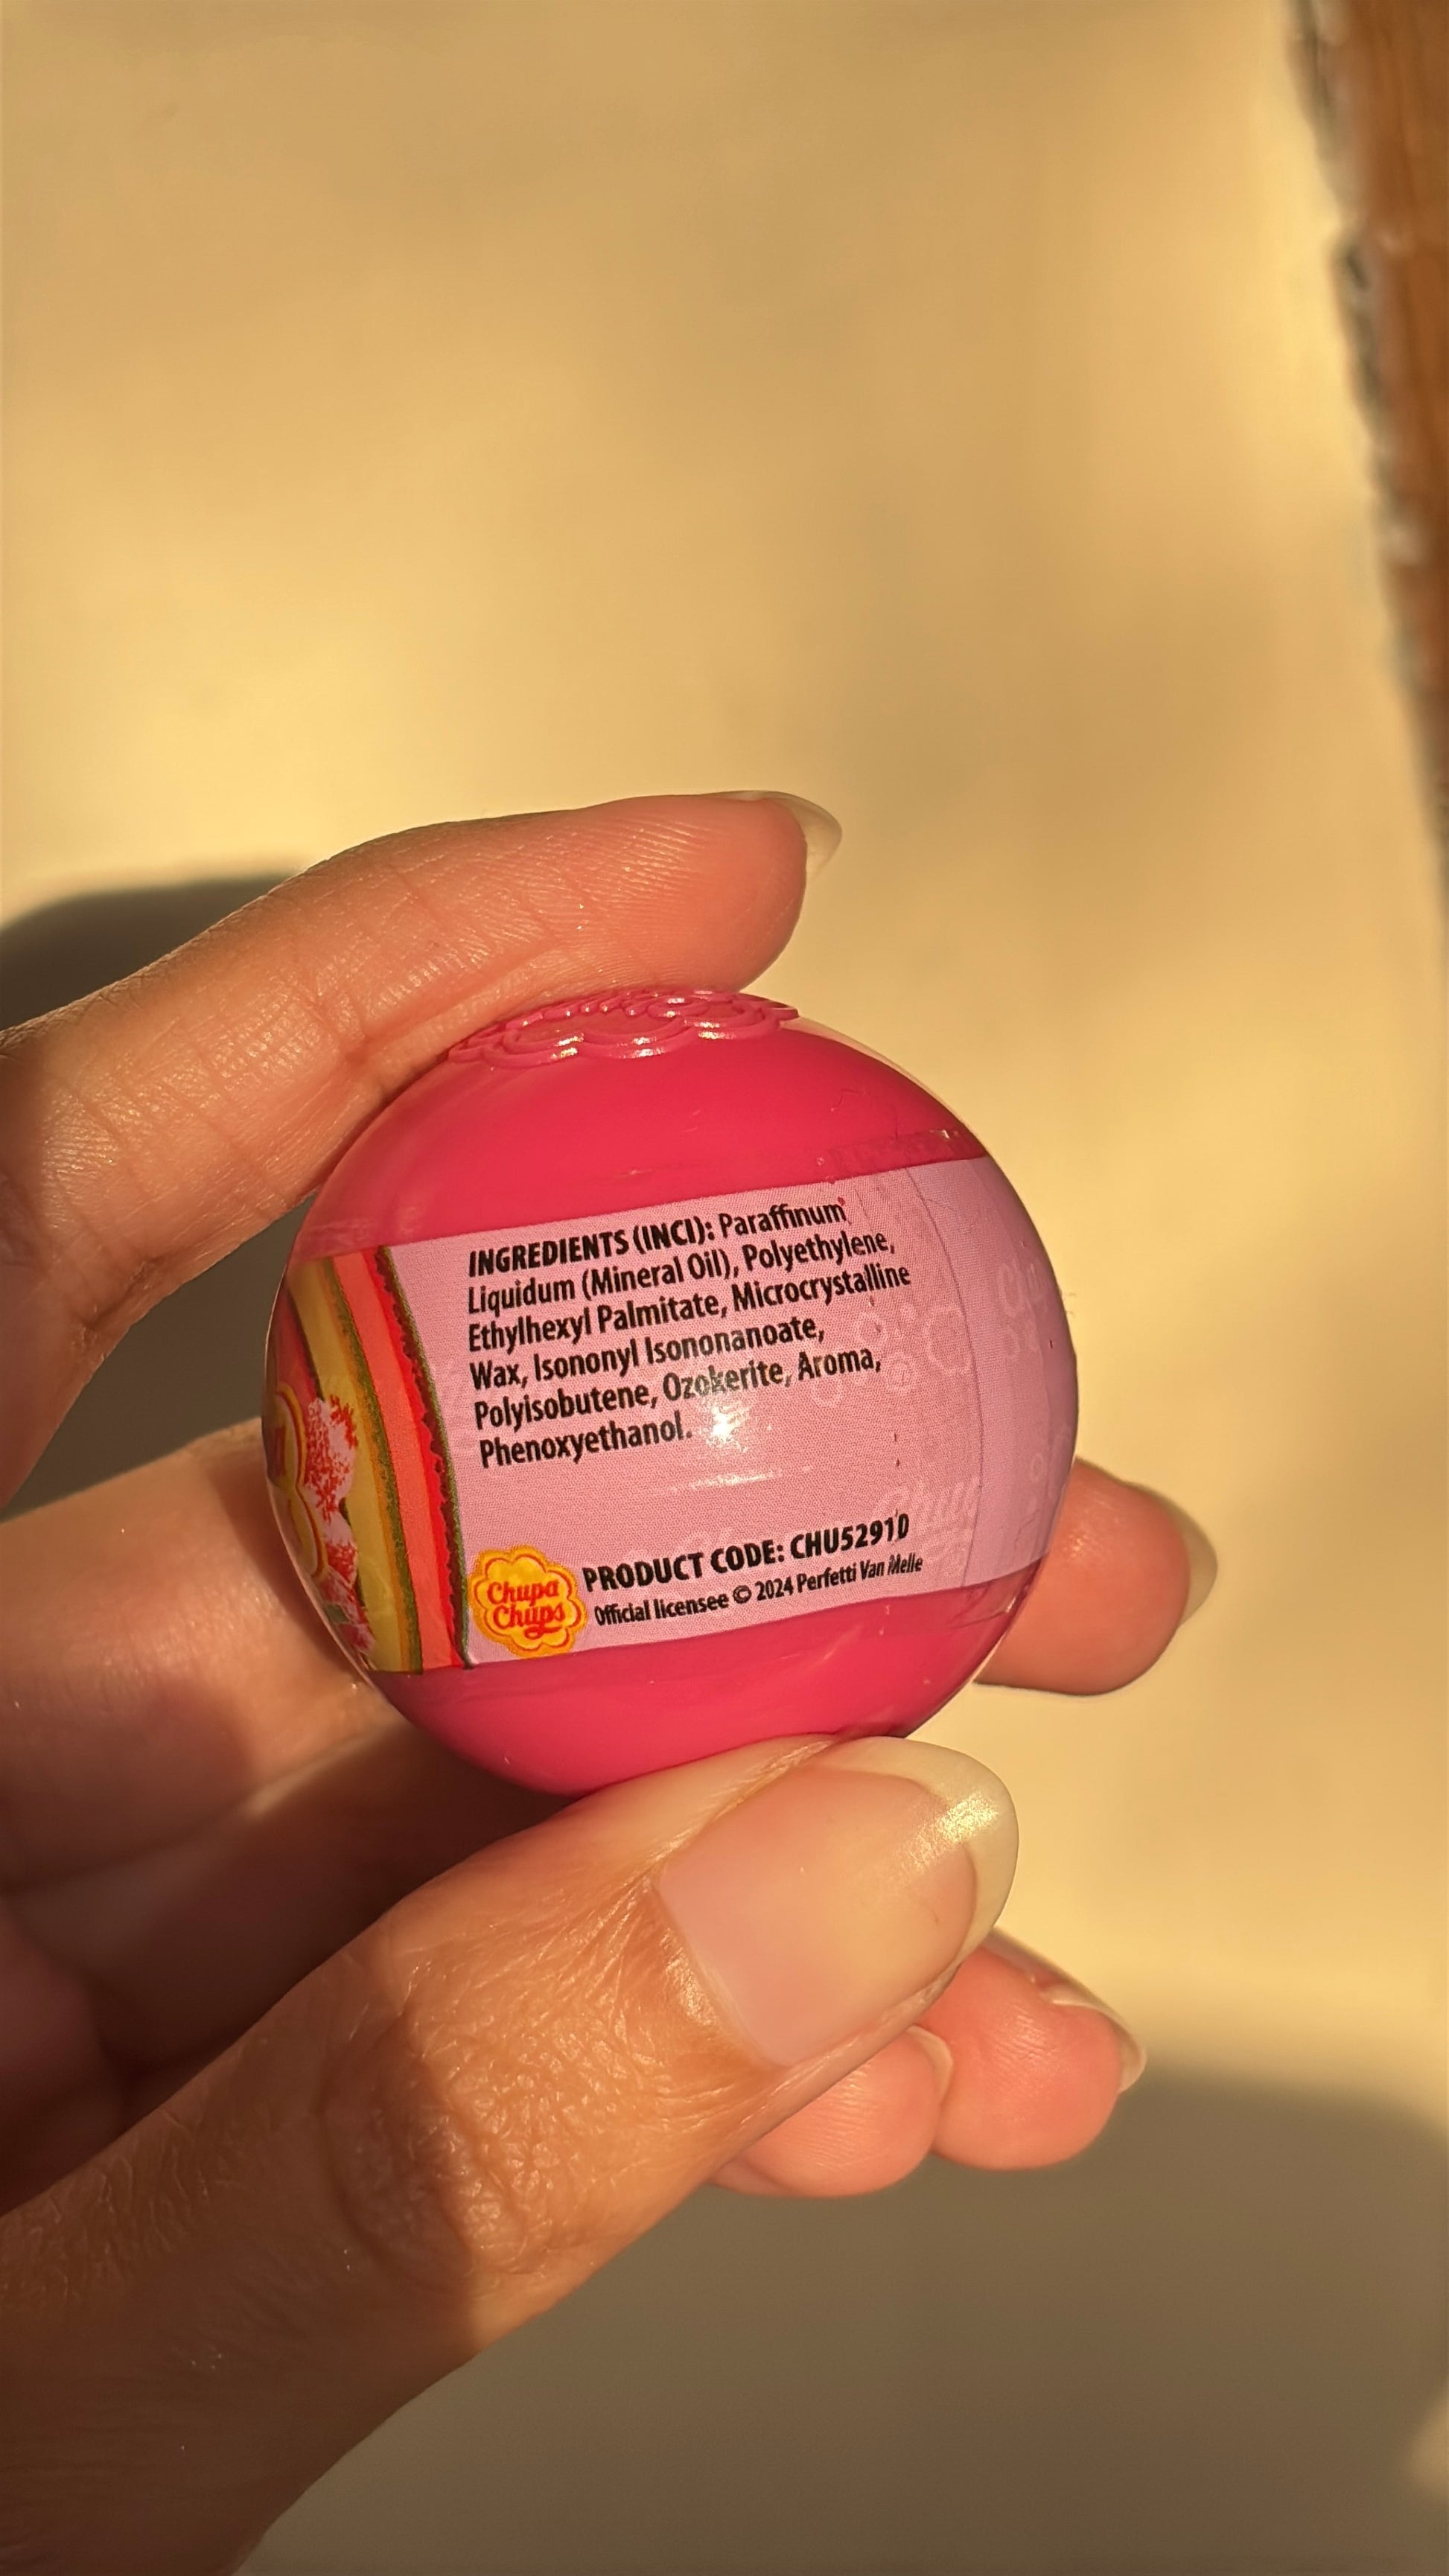 INGREDIENTS (INCI): Paraffinum
Liquidum (Mineral Oil), Polyethylene,
Ethylhexyl Palmitate, Microcrystalline
Wax, Isononyl Isononanoate,
Polyisobutene, Ozokerite, Aroma,
Phenoxyethanol.
PRODUCT CODE: CHU5291D
Official licensee © 2024 Perfetti Van Melle
Chupa
Chups